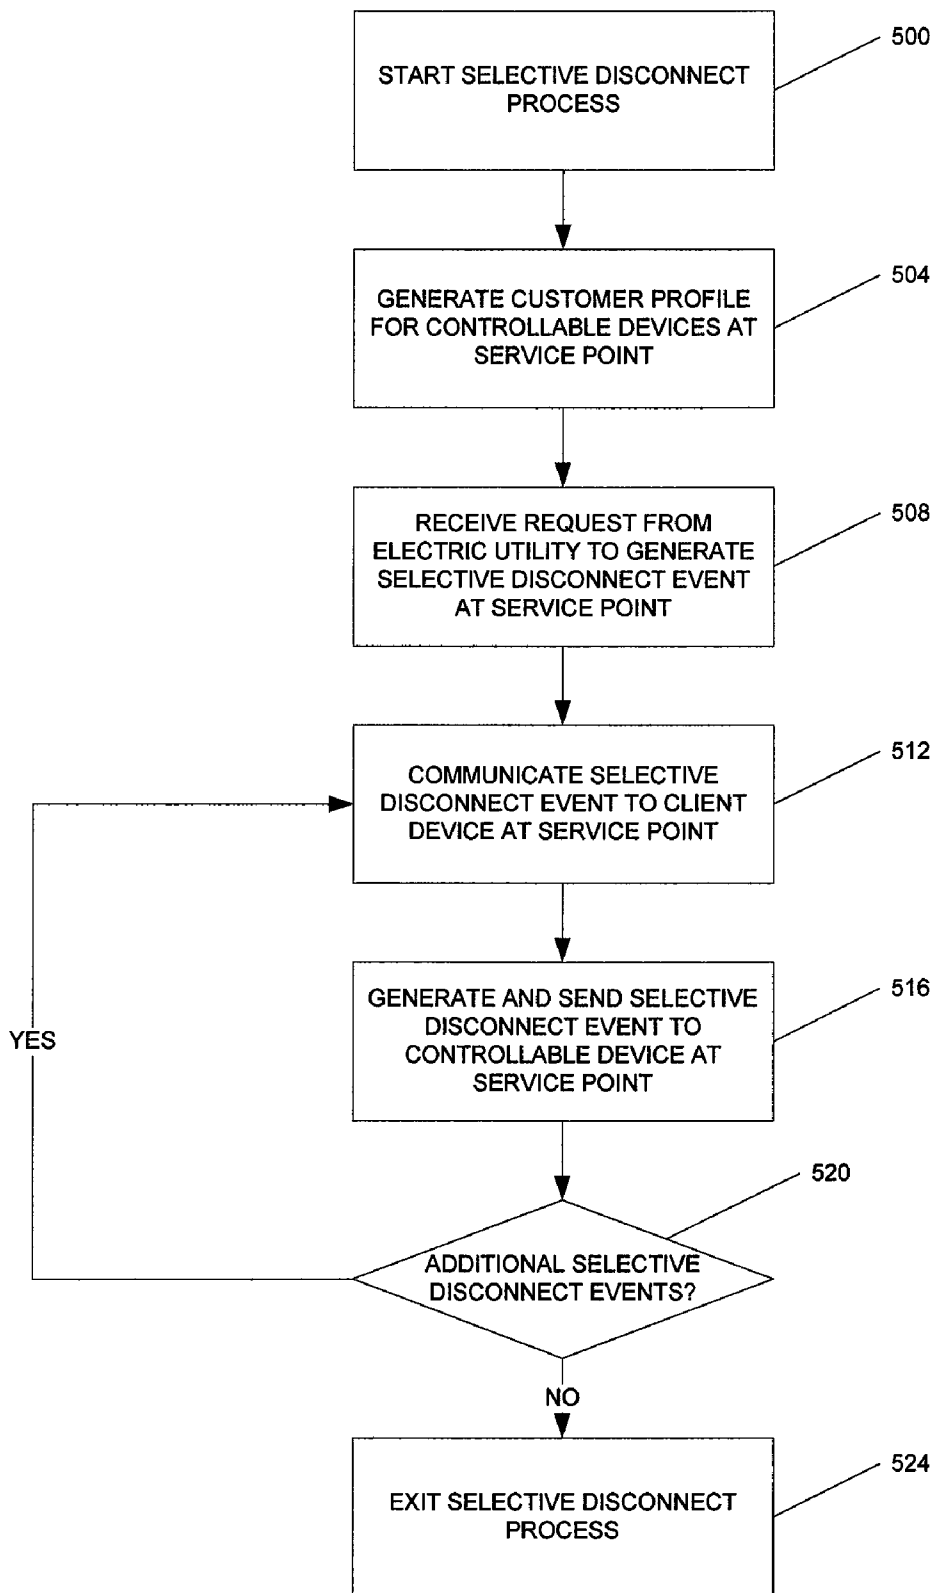 500
START SELECTIVE DISCONNECT
PROCESS
504
GENERATE CUSTOMER PROFILE
FOR CONTROLLABLE DEVICES AT
SERVICE POINT
508
RECEIVE REQUEST FROM
ELECTRIC UTILITY TO GENERATE
SELECTIVE DISCONNECT EVENT
AT SERVICE POINT
512
COMMUNICATE SELECTIVE
DISCONNECT EVENT TO CLIENT
DEVICE AT SERVICE POINT
516
GENERATE AND SEND SELECTIVE
DISCONNECT EVENT TO
CONTROLLABLE DEVICE AT
SERVICE POINT
YES
520
ADDITIONAL SELECTIVE
DISCONNECT EVENTS?
NO
524
EXIT SELECTIVE DISCONNECT
PROCESS